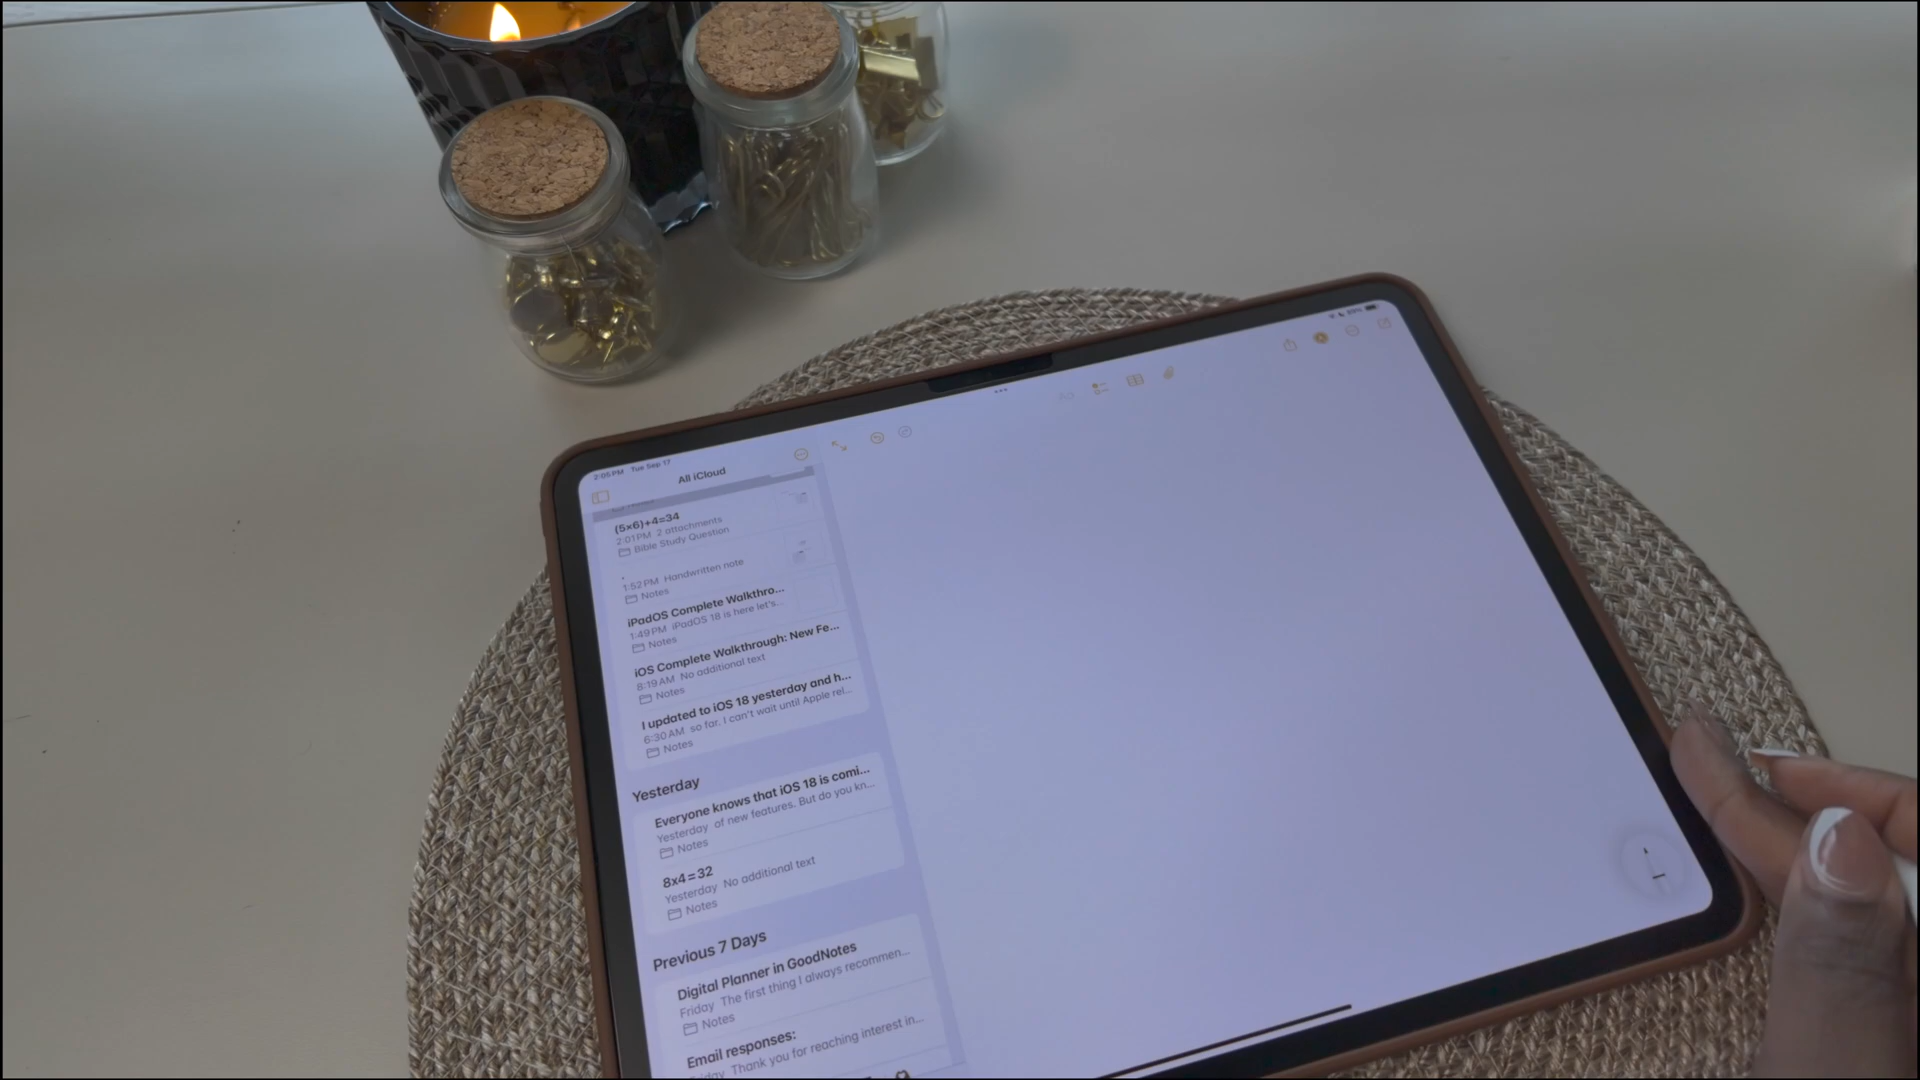 2:05 PM Tue Sep 17
All iCloud
(5×6)+4=34
2:01 PM 2 attachments
Bible Study Question
1:52 PM Handwritten note
Notes
iPadOS Complete Walkthro...
1:49 PM iPadOS 18 is here let's...
Notes
iOS Complete Walkthrough: New Fe...
8:19 AM No additional text
Notes
I updated to iOS 18 yesterday and h...
6:30 AM so far. I can't wait until Apple rel...
Notes
Yesterday
Everyone knows that iOS 18 is comi...
Yesterday of new features. But do you kn...
Notes
8x4=32
Yesterday No additional text
Notes
Previous 7 Days
Digital Planner in GoodNotes
Friday The first thing I always recommen...
Notes
Email responses:
Friday Thank you for reaching interest in...